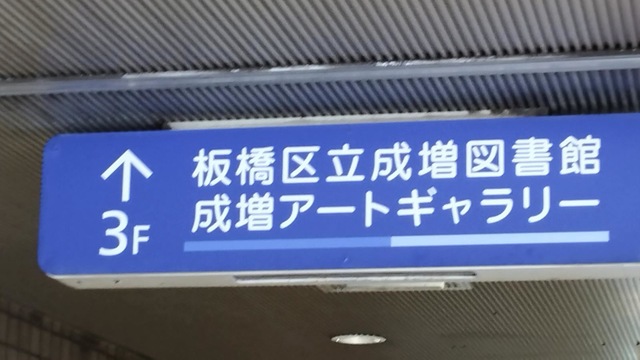 ↑
3F
板橋区立成増図書館
成増アートギャラリー